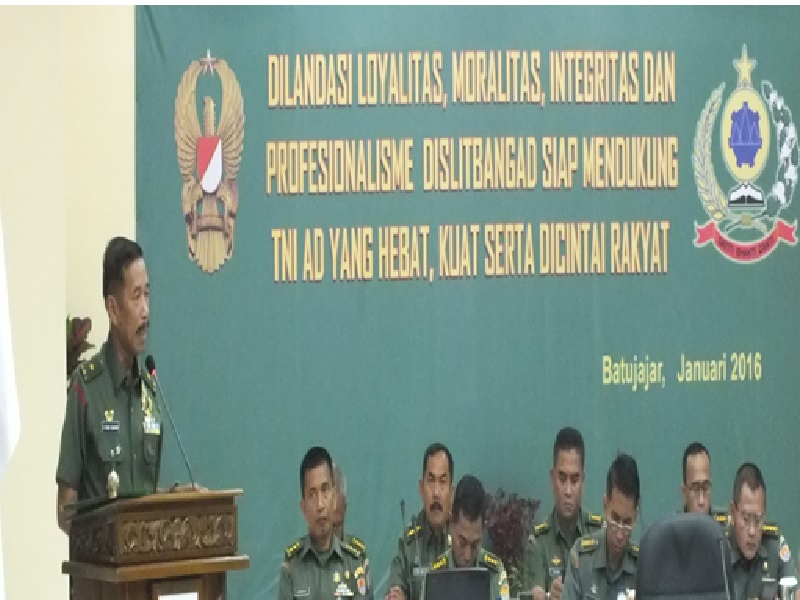 DILANDASI LOYALITAS, MORALITAS, INTEGRITAS DAN
PROFESIONALISME DISLITBANGAD SIAP MENDUKUNG
TNI AD YANG HEBAT, KUAT SERTA DICINTAI RAKYAT
Batujajar, Januari 2016